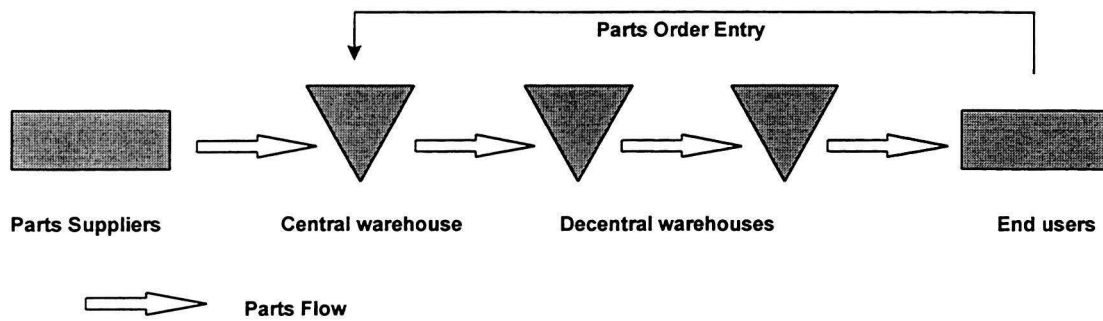 Parts Order Entry
Parts Suppliers
Central warehouse
Decentral warehouses
End users
Parts Flow